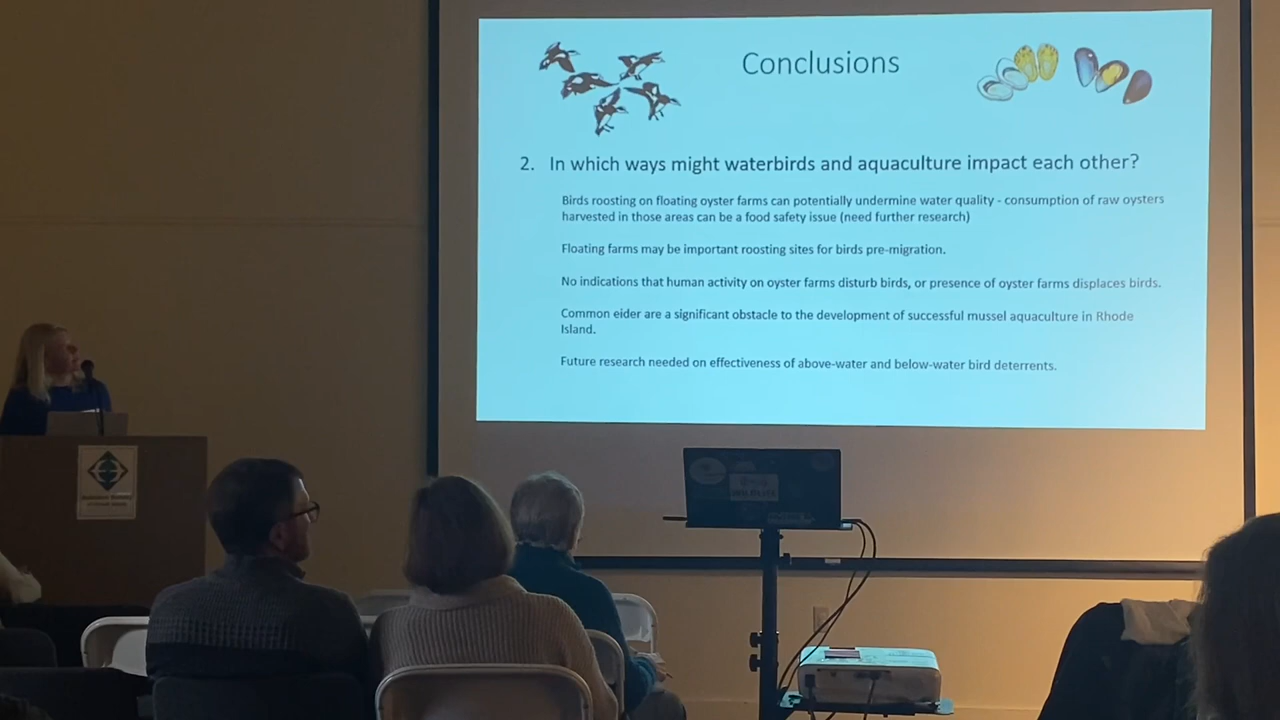 Conclusions
2. In which ways might waterbirds and aquaculture impact each other?
Birds roosting on floating oyster farms can potentially undermine water quality - consumption of raw oysters
harvested in those areas can be a food safety issue (need further research)
Floating farms may be important roosting sites for birds pre-migration.
No indications that human activity on oyster farms disturb birds, or presence of oyster farms displaces birds.
Common eider are a significant obstacle to the development of successful mussel aquaculture in Rhode
Island.
Future research needed on effectiveness of above-water and below-water bird deterrents.